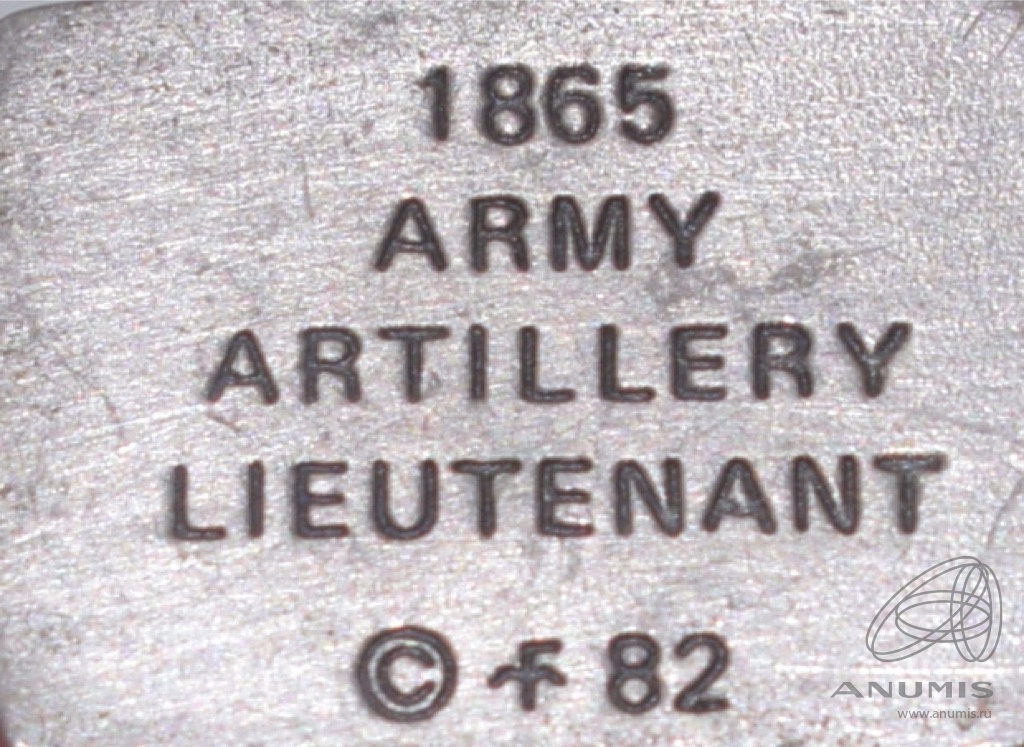 1865
ARMY
ARTILLERY
LIEUTENANT
© F 82
ANUMIS
www.anumis.ru